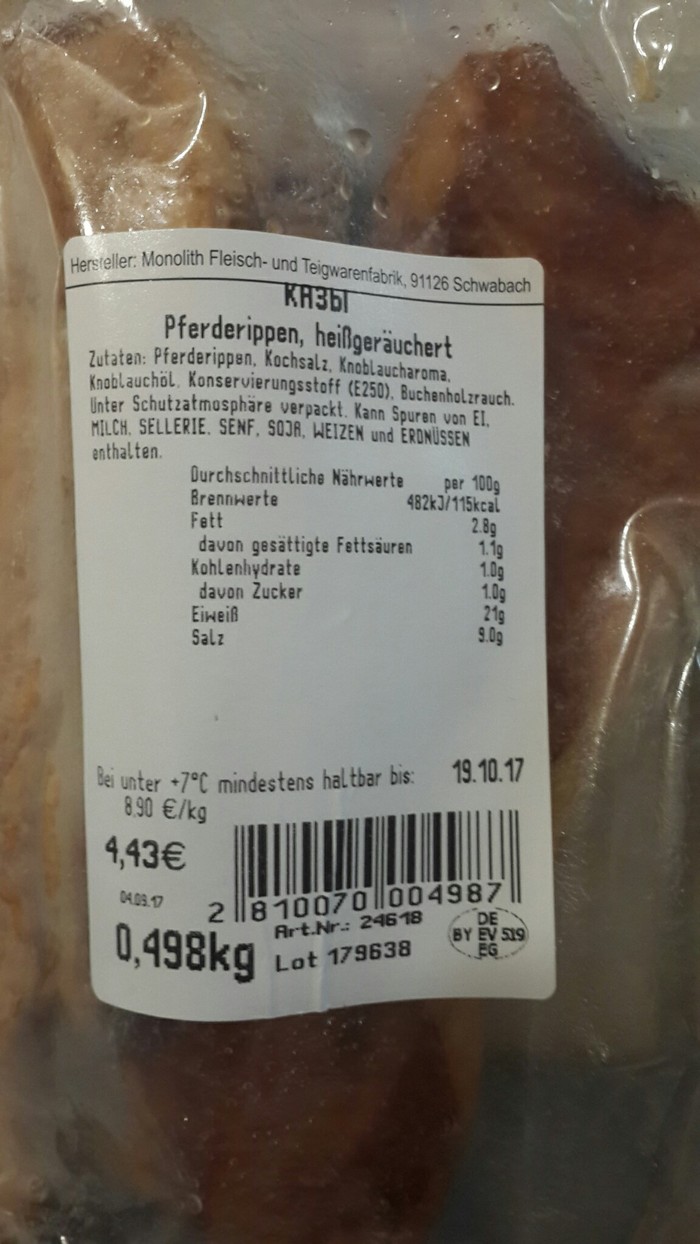 Hersteller: Monolith Fleisch- und Teigwarenfabrik, 91126 Schwabach
КАЗЫ
Pferderippen, heißgeräuchert
Zutaten: Pferderippen, Kochsalz, Knoblaucharoma,
Knoblauchöl, Konservierungsstoff (E250), Buchenholzrauch.
Unter Schutzatmosphäre verpackt. Kann Spuren von EI,
MILCH, SELLERIE, SENF, SOJA, WEIZEN und ERDNÜSSEN
enthalten.
Durchschnittliche Nährwerte per 100g
Brennwerte 482kJ/115kcal
Fett 2.8g
davon gesättigte Fettsäuren 1.1g
Kohlenhydrate 1.0g
davon Zucker 1.0g
Eiweiß 21g
Salz 9.0g
Bei unter +7°C mindestens haltbar bis: 19.10.17
8.90 €/kg
4,43€
04.09.17
2 810070 004987
0,498kg
Art.Nr.: 24618
Lot 179638
DE
BY EV 519
EG